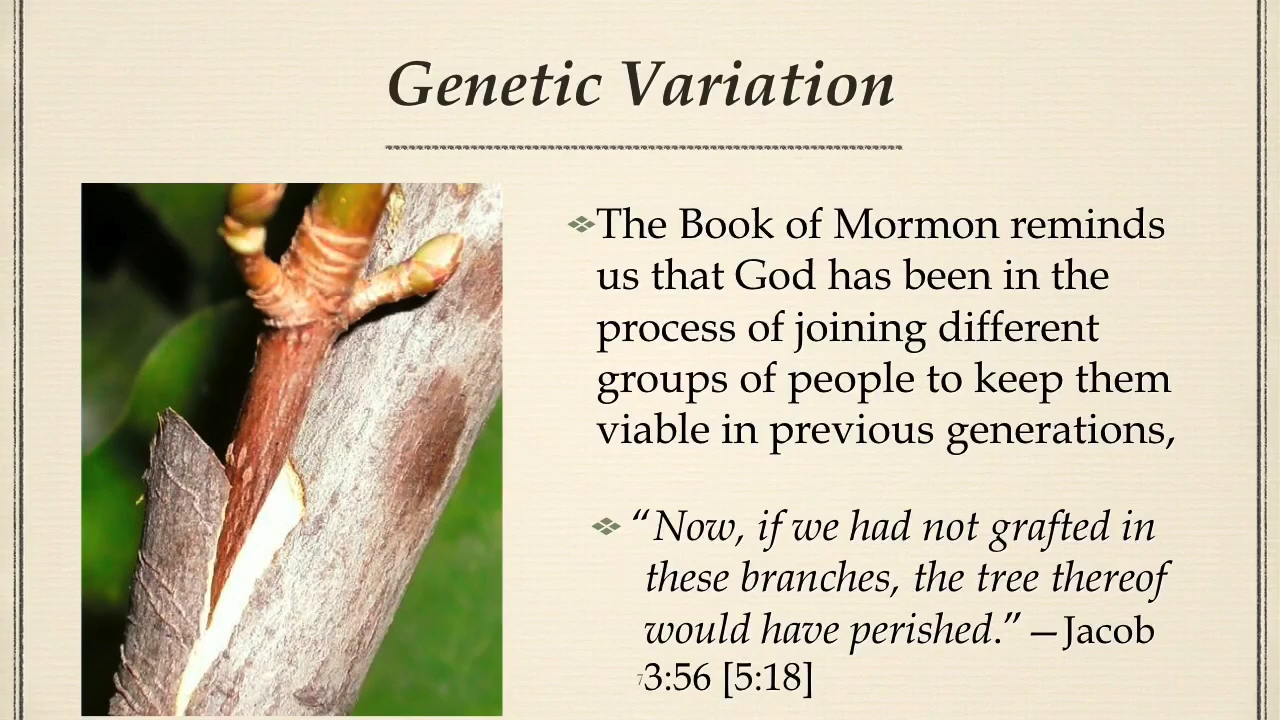 Genetic Variation
The Book of Mormon reminds
us that God has been in the
process of joining different
groups of people to keep them
viable in previous generations,
“Now, if we had not grafted in
these branches, the tree thereof
would have perished.” —Jacob
3:56 [5:18]
7